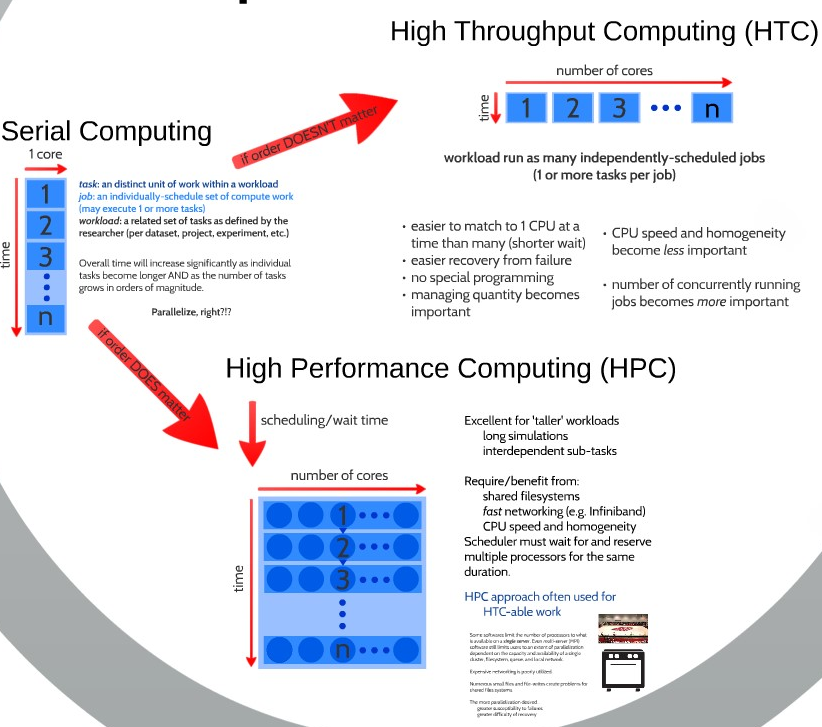 High Throughput Computing (HTC)
number of cores
time
1 2 3 ••• n
workload run as many independently-scheduled jobs
(1 or more tasks per job)
• easier to match to 1 CPU at a
time than many (shorter wait)
• easier recovery from failure
• no special programming
• managing quantity becomes
important
• CPU speed and homogeneity
become less important
• number of concurrently running
jobs becomes more important
if order DOESN'T matter
Serial Computing
1 core
time
1
2
3
n
task: an distinct unit of work within a workload
job: an individually-schedule set of compute work
(may execute 1 or more tasks)
workload: a related set of tasks as defined by the
researcher (per dataset, project, experiment, etc.)
Overall time will increase significantly as individual
tasks become longer AND as the number of tasks
grows in orders of magnitude.
Parallelize, right?!?
if order DOES matter
High Performance Computing (HPC)
scheduling/wait time
number of cores
time
1
2
3
n
Excellent for 'taller' workloads
long simulations
interdependent sub-tasks
Require/benefit from:
shared filesystems
fast networking (e.g. Infiniband)
CPU speed and homogeneity
Scheduler must wait for and reserve
multiple processors for the same
duration.
HPC approach often used for
HTC-able work
Some softwares limit the number of processors to what
is available on a single server. Even multi-server (MPI)
software still limits users to an extent of parallelization
dependent on the capacity and availability of a single
cluster, filesystem, queue, and local network.
Expensive networking is poorly utilized.
Numerous small files and file-writes create problems for
shared files systems.
The more parallelization desired
greater susceptibility to failures
greater difficulty of recovery